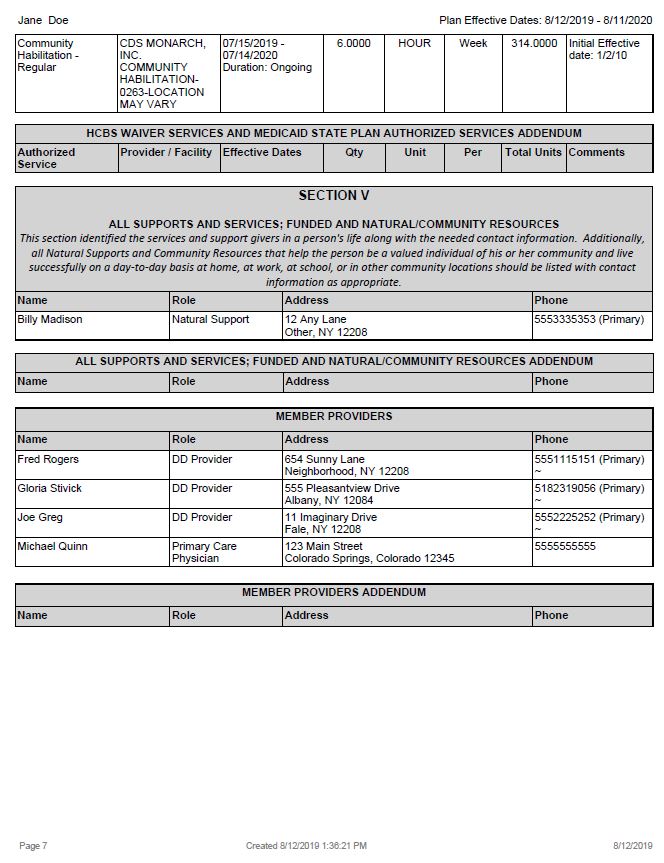 Jane Doe Plan Effective Dates: 8/12/2019 - 8/11/2020
Community CDS MONARCH, 07/15/2019 - 6.0000 HOUR Week 314.0000 Initial Effective
Habilitation - INC. 07/14/2020 date: 1/2/10
Regular COMMUNITY Duration: Ongoing
HABILITATION-
0263-LOCATION
MAY VARY
HCBS WAIVER SERVICES AND MEDICAID STATE PLAN AUTHORIZED SERVICES ADDENDUM
Authorized Provider / Facility Effective Dates Qty Unit Per Total Units Comments
Service
SECTION V
ALL SUPPORTS AND SERVICES; FUNDED AND NATURAL/COMMUNITY RESOURCES
This section identified the services and support givers in a person's life along with the needed contact information. Additionally,
all Natural Supports and Community Resources that help the person be a valued individual of his or her community and live
successfully on a day-to-day basis at home, at work, at school, or in other community locations should be listed with contact
information as appropriate.
Name Role Address Phone
Billy Madison Natural Support 12 Any Lane 5553335353 (Primary)
Other, NY 12208
ALL SUPPORTS AND SERVICES; FUNDED AND NATURAL/COMMUNITY RESOURCES ADDENDUM
Name Role Address Phone
MEMBER PROVIDERS
Name Role Address Phone
Fred Rogers DD Provider 654 Sunny Lane 5551115151 (Primary)
Neighborhood, NY 12208 ~
Gloria Stivick DD Provider 555 Pleasantview Drive 5182319056 (Primary)
Albany, NY 12084 ~
Joe Greg DD Provider 11 Imaginary Drive 5552225252 (Primary)
Fale, NY 12208 ~
Michael Quinn Primary Care 123 Main Street 5555555555
Physician Colorado Springs, Colorado 12345
MEMBER PROVIDERS ADDENDUM
Name Role Address Phone
Page 7 Created 8/12/2019 1:36:21 PM 8/12/2019